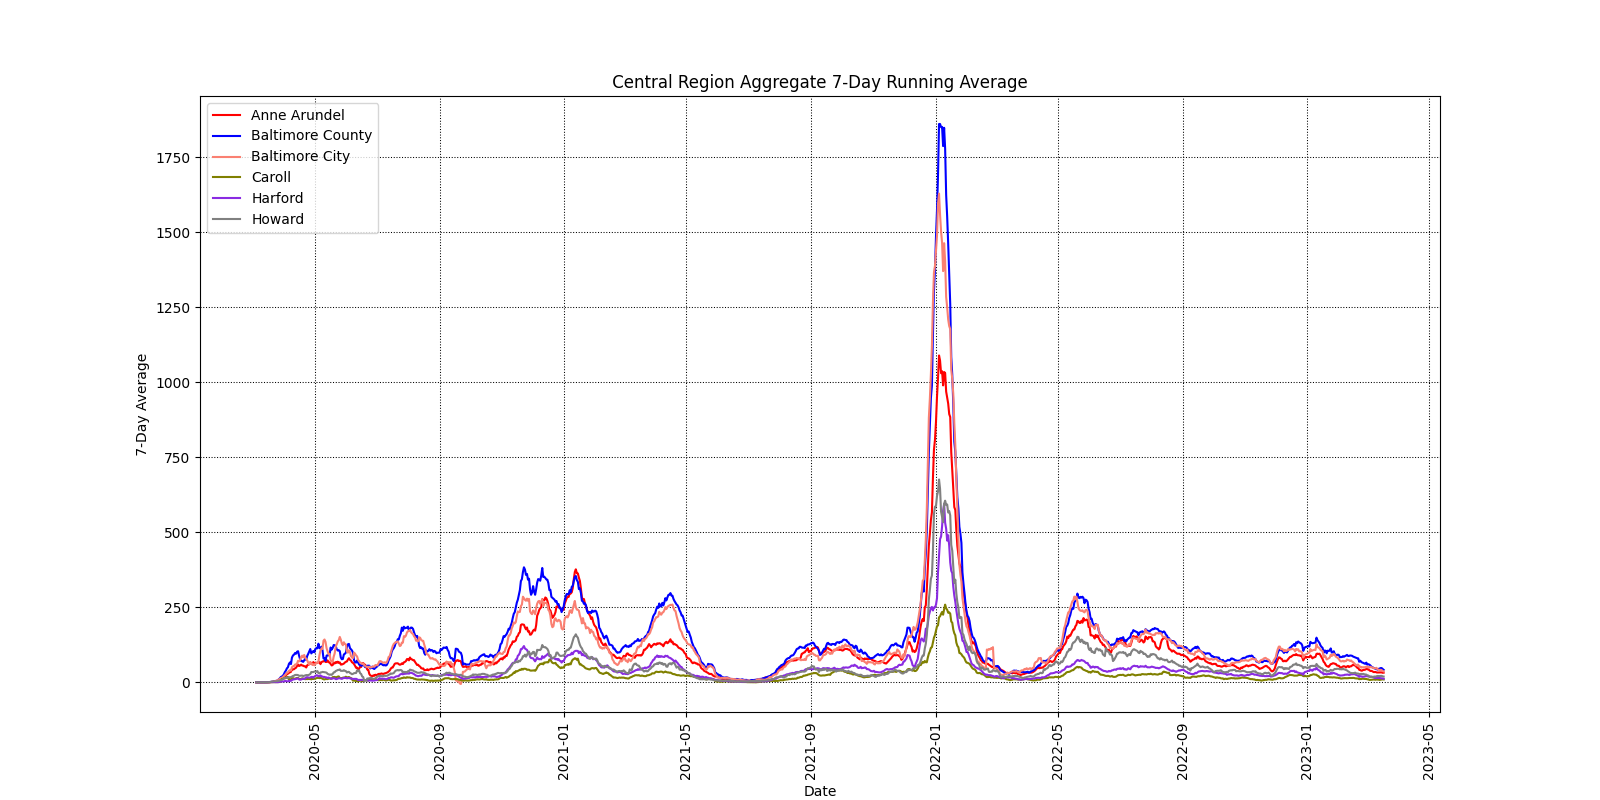 Central Region Aggregate 7-Day Running Average
Anne Arundel
Baltimore County
Baltimore City
Caroll
Harford
Howard
7-Day Average
1750
1500
1250
1000
750
500
250
0
2020-05
2020-09
2021-01
2021-05
2021-09
2022-01
2022-05
2022-09
2023-01
2023-05
Date